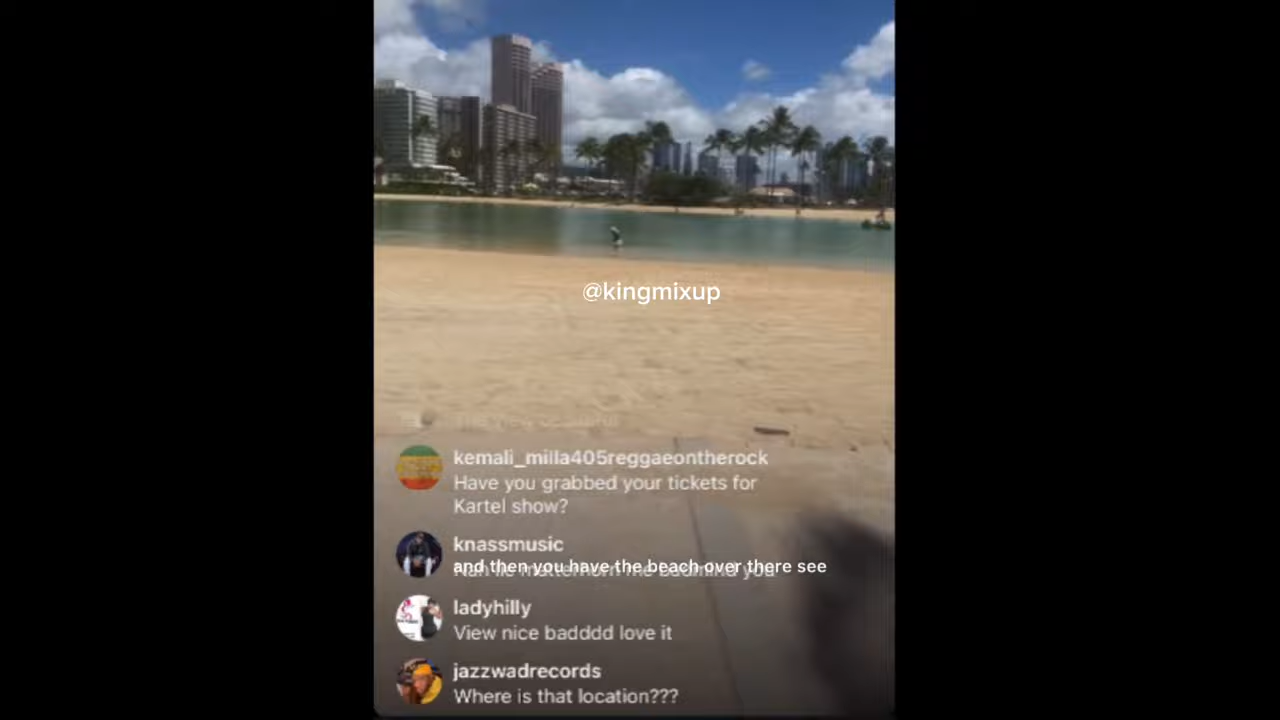 @kingmixup
kemali_milla405reggaeontherock
Have you grabbed your tickets for
Kartel show?
knassmusic
and then you have the beach over there see
ladyhilly
View nice badddd love it
jazzwadrecords
Where is that location???